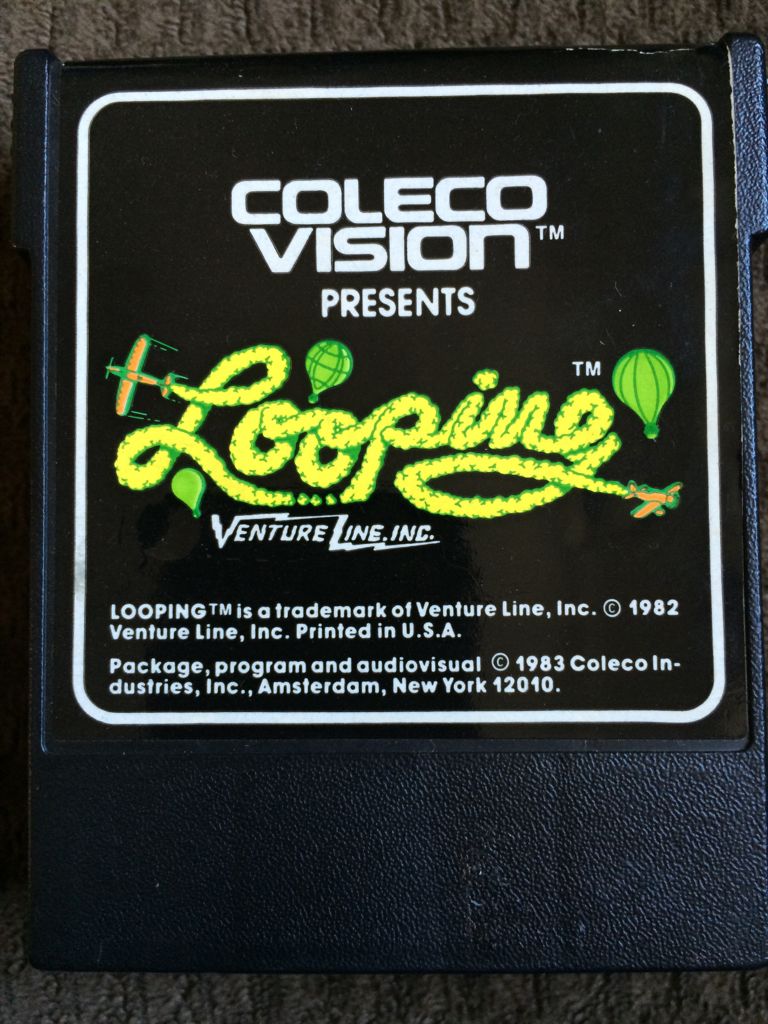 COLECO
VISION™
PRESENTS
Looping™
VENTURE LINE, INC.
LOOPING™ is a trademark of Venture Line, Inc. © 1982
Venture Line, Inc. Printed in U.S.A.
Package, program and audiovisual © 1983 Coleco In-
dustries, Inc., Amsterdam, New York 12010.